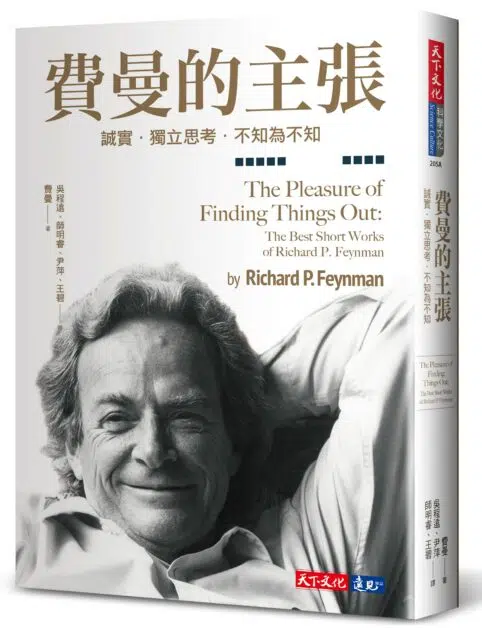 費曼的主張
誠實．獨立思考．不知為不知
The Pleasure of
Finding Things Out:
The Best Short Works
of Richard P. Feynman
by Richard P. Feynman
費曼——著
吳程遠、師明睿、尹萍、王碧——
天下文化 遠見
天下文化
科學文化
Science Culture
205A
費曼的主張
誠實．獨立思考．不知為不知
The Pleasure of
Finding
Things Out:
The Best Short Works
of Richard P. Feynman
費曼 著
吳程遠、尹萍
師明睿、王碧 譯